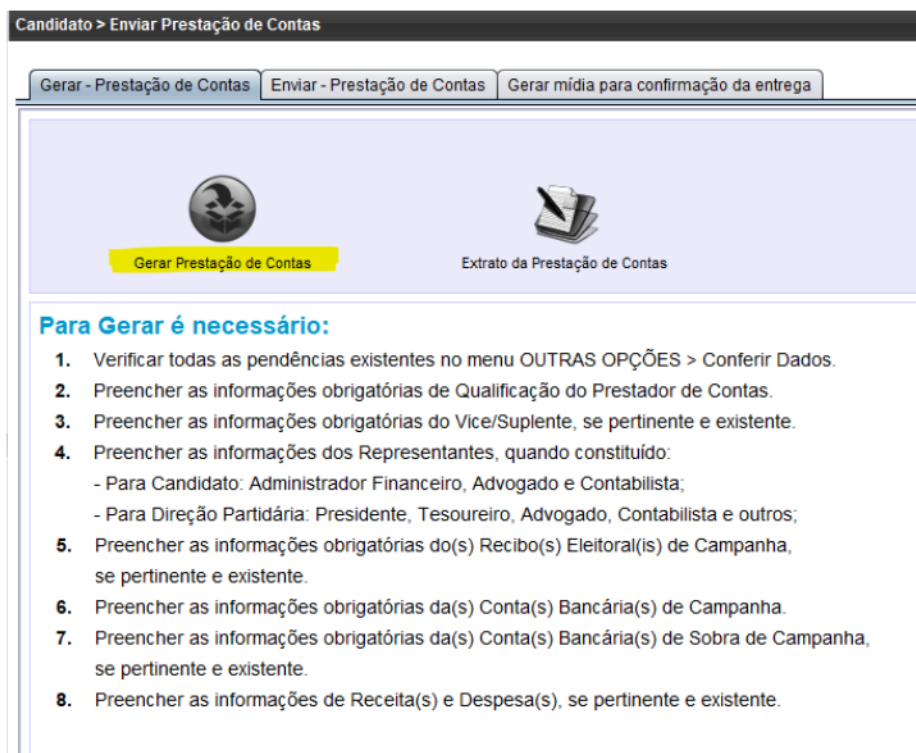 Candidato > Enviar Prestação de Contas
Gerar - Prestação de Contas Enviar - Prestação de Contas Gerar mídia para confirmação da entrega
Gerar Prestação de Contas Extrato da Prestação de Contas
Para Gerar é necessário:
1. Verificar todas as pendências existentes no menu OUTRAS OPÇÕES > Conferir Dados.
2. Preencher as informações obrigatórias de Qualificação do Prestador de Contas.
3. Preencher as informações obrigatórias do Vice/Suplente, se pertinente e existente.
4. Preencher as informações dos Representantes, quando constituído:
- Para Candidato: Administrador Financeiro, Advogado e Contabilista;
- Para Direção Partidária: Presidente, Tesoureiro, Advogado, Contabilista e outros;
5. Preencher as informações obrigatórias do(s) Recibo(s) Eleitoral(is) de Campanha,
se pertinente e existente.
6. Preencher as informações obrigatórias da(s) Conta(s) Bancária(s) de Campanha.
7. Preencher as informações obrigatórias da(s) Conta(s) Bancária(s) de Sobra de Campanha,
se pertinente e existente.
8. Preencher as informações de Receita(s) e Despesa(s), se pertinente e existente.